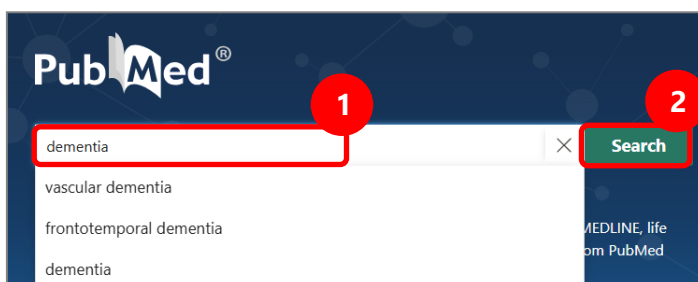 PubMed®
1
2
dementia
Search
vascular dementia
frontotemporal dementia
MEDLINE, life
om PubMed
dementia